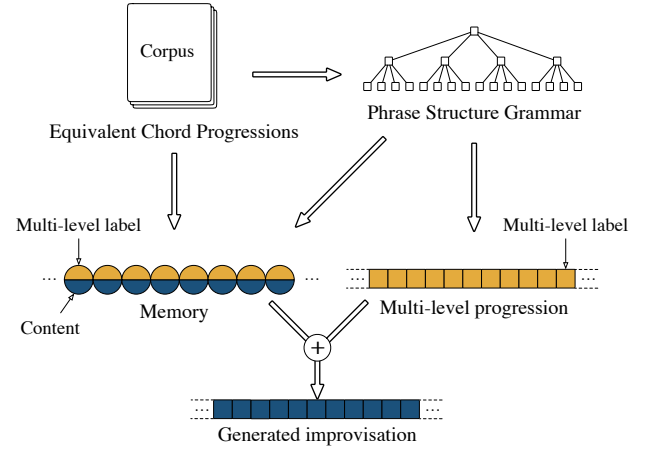 Corpus
Equivalent Chord Progressions
Phrase Structure Grammar
Multi-level label
Multi-level label
...
...
...
...
Memory
Multi-level progression
Content
+
...
...
Generated improvisation